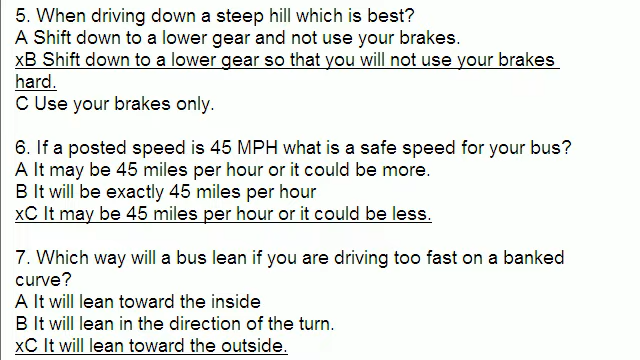 5. When driving down a steep hill which is best?
A Shift down to a lower gear and not use your brakes.
xB Shift down to a lower gear so that you will not use your brakes
hard.
C Use your brakes only.
6. If a posted speed is 45 MPH what is a safe speed for your bus?
A It may be 45 miles per hour or it could be more.
B It will be exactly 45 miles per hour
xC It may be 45 miles per hour or it could be less.
7. Which way will a bus lean if you are driving too fast on a banked
curve?
A It will lean toward the inside
B It will lean in the direction of the turn.
xC It will lean toward the outside.